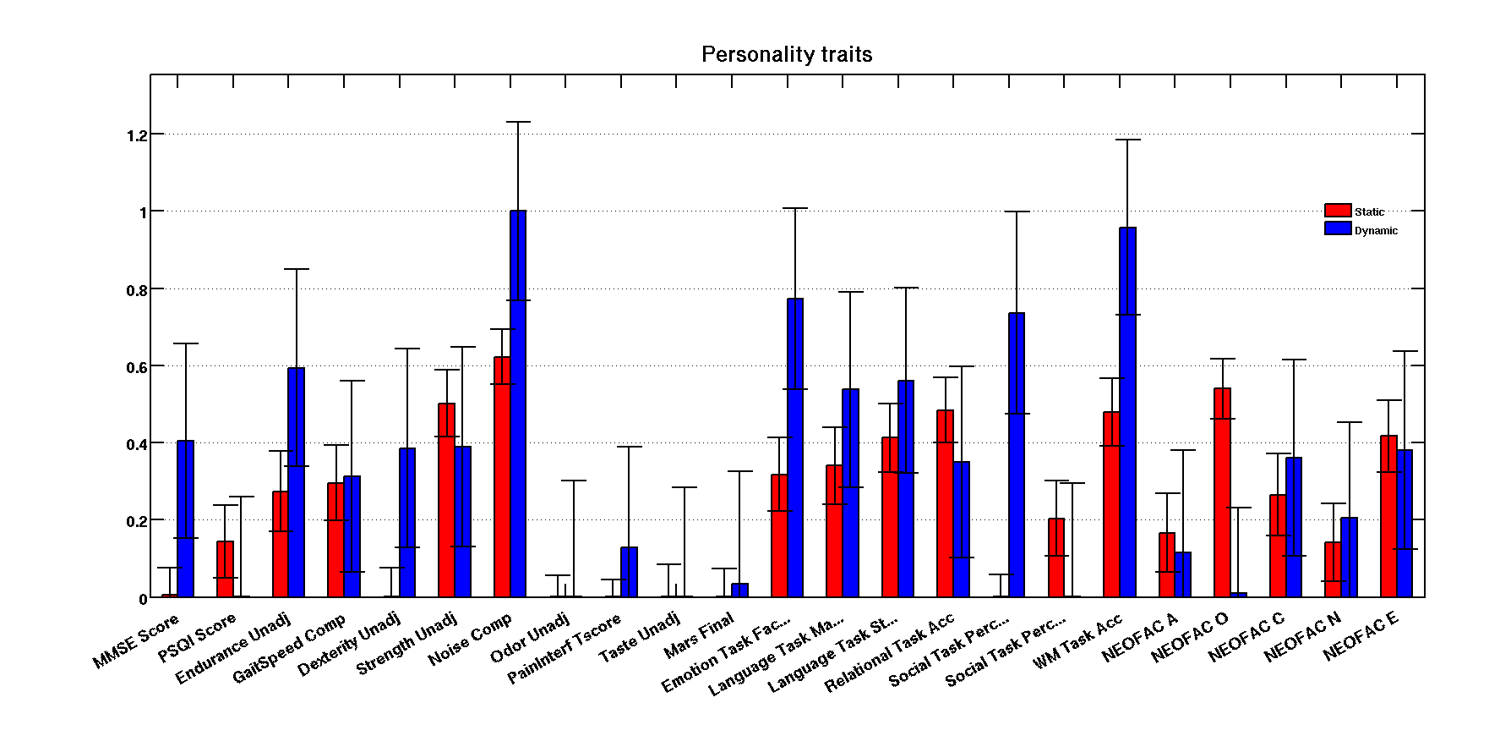 Personality traits
1.2
1
0.8
0.6
0.4
0.2
0
Static
Dynamic
MMSE Score
PSQI Score
Endurance Unadj
GaitSpeed Comp
Dexterity Unadj
Strength Unadj
Noise Comp
Odor Unadj
PainInterf Tscore
Taste Unadj
Mars Final
Emotion Task Fac...
Language Task Ma...
Language Task St...
Relational Task Acc
Social Task Perc...
Social Task Perc...
WM Task Acc
NEOFAC A
NEOFAC O
NEOFAC C
NEOFAC N
NEOFAC E